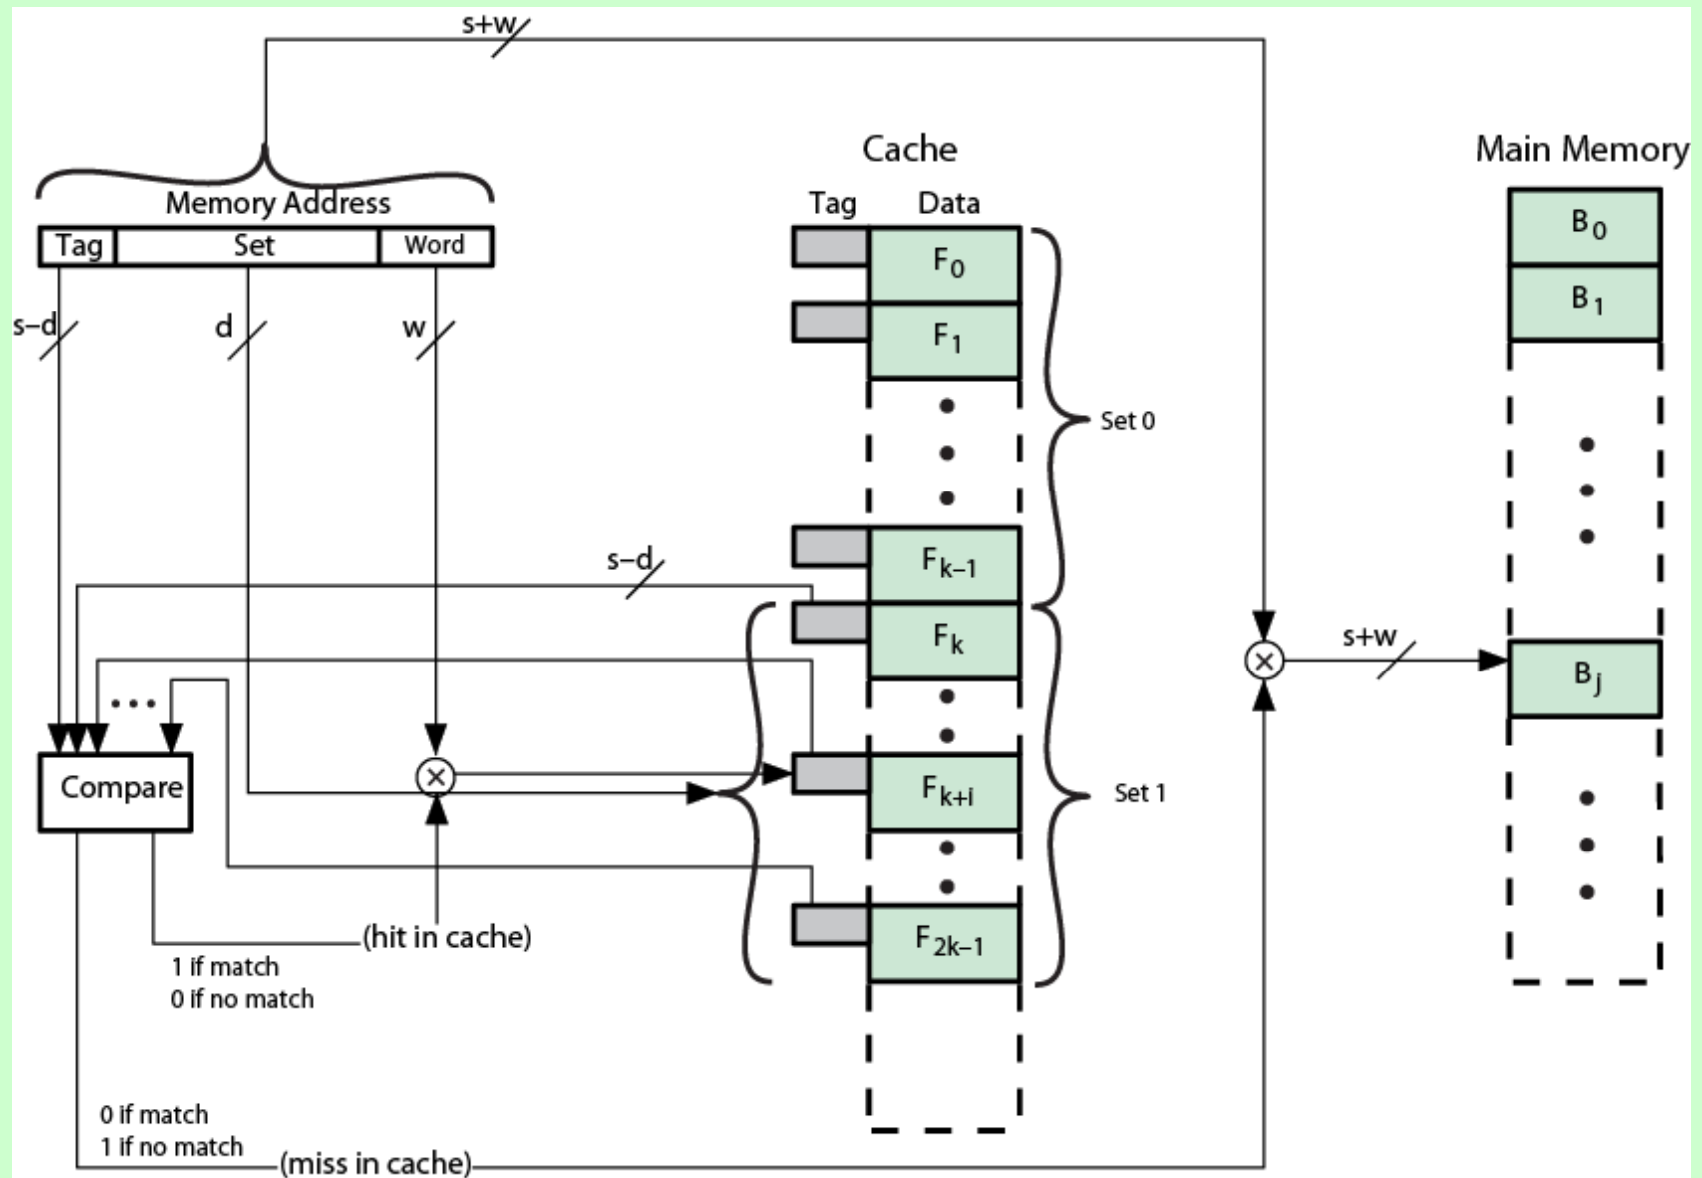 s+w
Cache
Main Memory
Memory Address
Tag Data
Tag Set Word
B0
F0
B1
s–d d w
F1
Set 0
s–d
Fk–1
Fk
s+w
Bj
Compare
Fk+i
Set 1
F2k–1
(hit in cache)
1 if match
0 if no match
0 if match
1 if no match
(miss in cache)